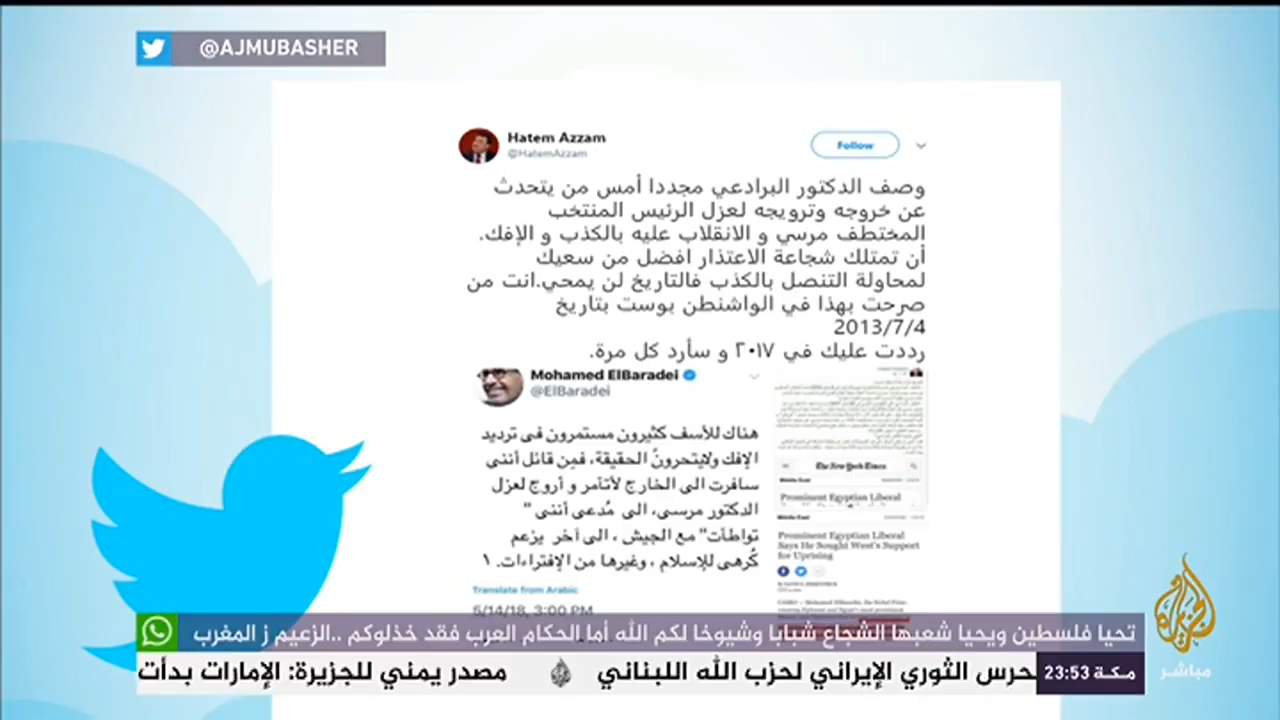 @AJMUBASHER
Hatem Azzam
@HatemAzzam
Follow
وصف الدكتور البرادعي مجددا أمس من يتحدث
عن خروجه وترويجه لعزل الرئيس المنتخب
المختطف مرسي و الانقلاب عليه بالكذب و الإفك.
أن تمتلك شجاعة الاعتذار افضل من سعيك
لمحاولة التنصل بالكذب فالتاريخ لن يمحي.انت من
صرحت بهذا في الواشنطن بوست بتاريخ
2013/7/4
رددت عليك في ٢٠١٧ و سأرد كل مرة.
Mohamed ElBaradei
@ElBaradei
هناك للأسف كثيرون مستمرون فى ترديد
الإفك ولايتحرونْ الحقيقة، فمِن قائل أننى
سافرت الى الخارج لأتآمر و أروج لعزل
الدكتور مرسى، الى مُدعى أننى "
تواطأت" مع الجيش ، الى آخر يزعم
كُرهى للإسلام ، وغيرها من الإفتراءات. ١
Translate from Arabic
5/14/18, 3:00 PM
The New York Times
Middle East
Prominent Egyptian Liberal
Middle East
Prominent Egyptian Liberal
Says He Sought West's Support
for Uprising
تحيا فلسطين ويحيا شعبها الشجاع شبابا وشيوخا لكم الله أما الحكام العرب فقد خذلوكم ..الزعيم ز المغرب
مكة 23:53
حرس الثوري الإيراني لحزب الله اللبناني
مصدر يمني للجزيرة: الإمارات بدأت
الجزيرة
مباشر